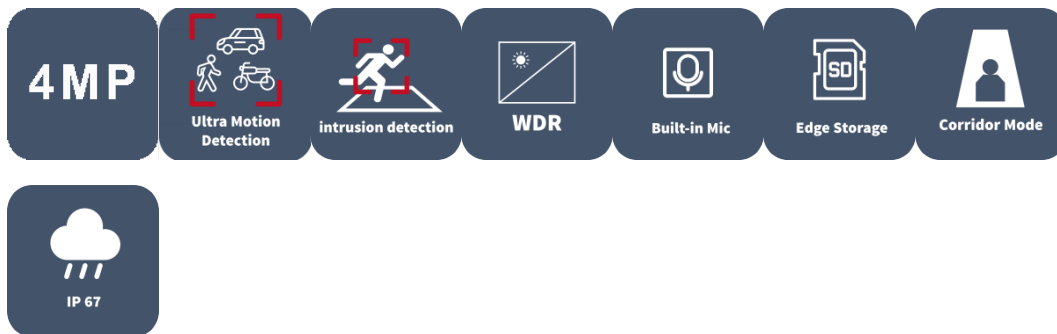 4MP
Ultra Motion
Detection
intrusion detection
WDR
Built-in Mic
SD
Edge Storage
Corridor Mode
IP 67